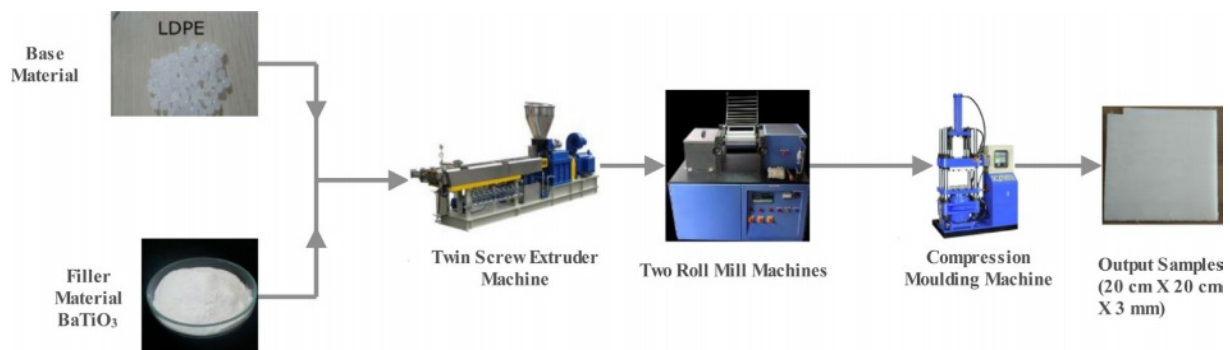 LDPE
Base
Material
Filler
Material
BaTiO₃
Twin Screw Extruder
Machine
Two Roll Mill Machines
Compression
Moulding Machine
Output Samples
(20 cm X 20 cm
X 3 mm)